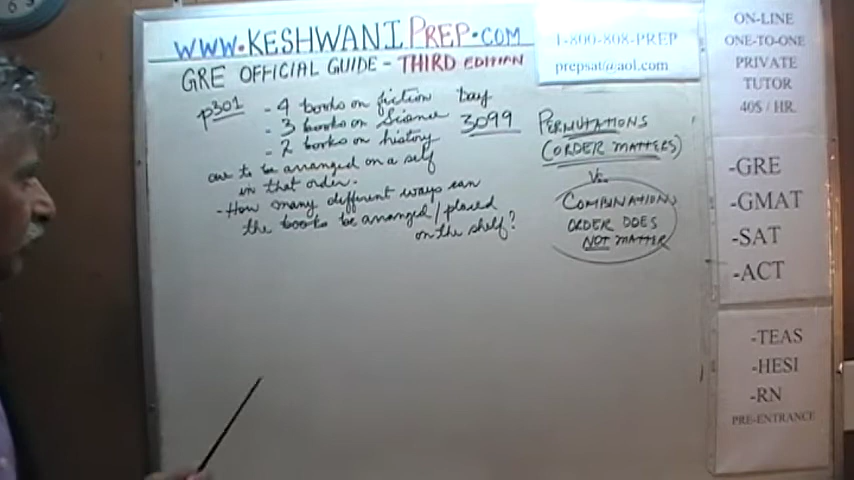 WWW.KESHWANIPREP.COM
GRE OFFICIAL GUIDE - THIRD EDITION
p301
- 4 books on fiction
- 3 books on Science
- 2 books on history
are to be arranged on a self
in that order.
- How many different ways can
the books be arranged/placed
on the shelf?
Day
3099
PERMUTATIONS
(ORDER MATTERS)
Vs.
COMBINATIONS
ORDER DOES
NOT MATTER
1-800-808-PREP
prepsat@aol.com
ON-LINE
ONE-TO-ONE
PRIVATE
TUTOR
40$ / HR.
-GRE
-GMAT
-SAT
-ACT
-TEAS
-HESI
-RN
PRE-ENTRANCE